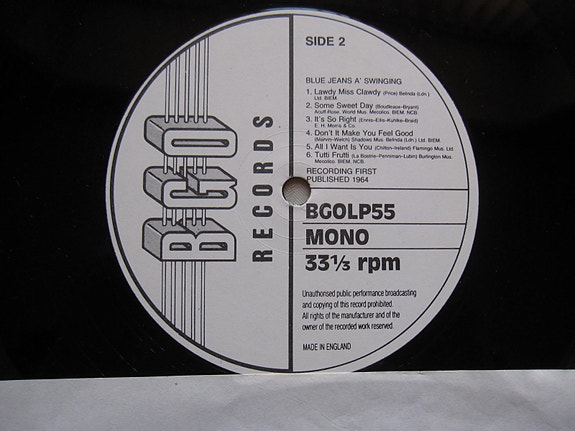 SIDE 2
BLUE JEANS A' SWINGING
1. Lawdy Miss Clawdy (Price) Belinda (Ldn.)
Ltd. BIEM.
2. Some Sweet Day (Boudleaux-Bryant)
Acuff-Rose. World Mus. Mecolico. BIEM. NCB
3. It's So Right (Ennis-Ellis-Kuhlke-Braid)
E. H. Morris & Co.
4. Don't It Make You Feel Good
(Marvin-Welch) Shadows Mus. Belinda (Ldn.) Ltd. BIEM.
5. All I Want Is You (Chilton-Ireland) Flamingo Mus. Ltd.
6. Tutti Frutti (La Bostrie-Penniman-Lubin) Burlington Mus.
Mecolico. BIEM. NCB.
RECORDING FIRST
PUBLISHED 1964
BGO
RECORDS
BGOLP55
MONO
33⅓ rpm
Unauthorised public performance broadcasting
and copying of this record prohibited.
All rights of the manufacturer and of the
owner of the recorded work reserved.
MADE IN ENGLAND